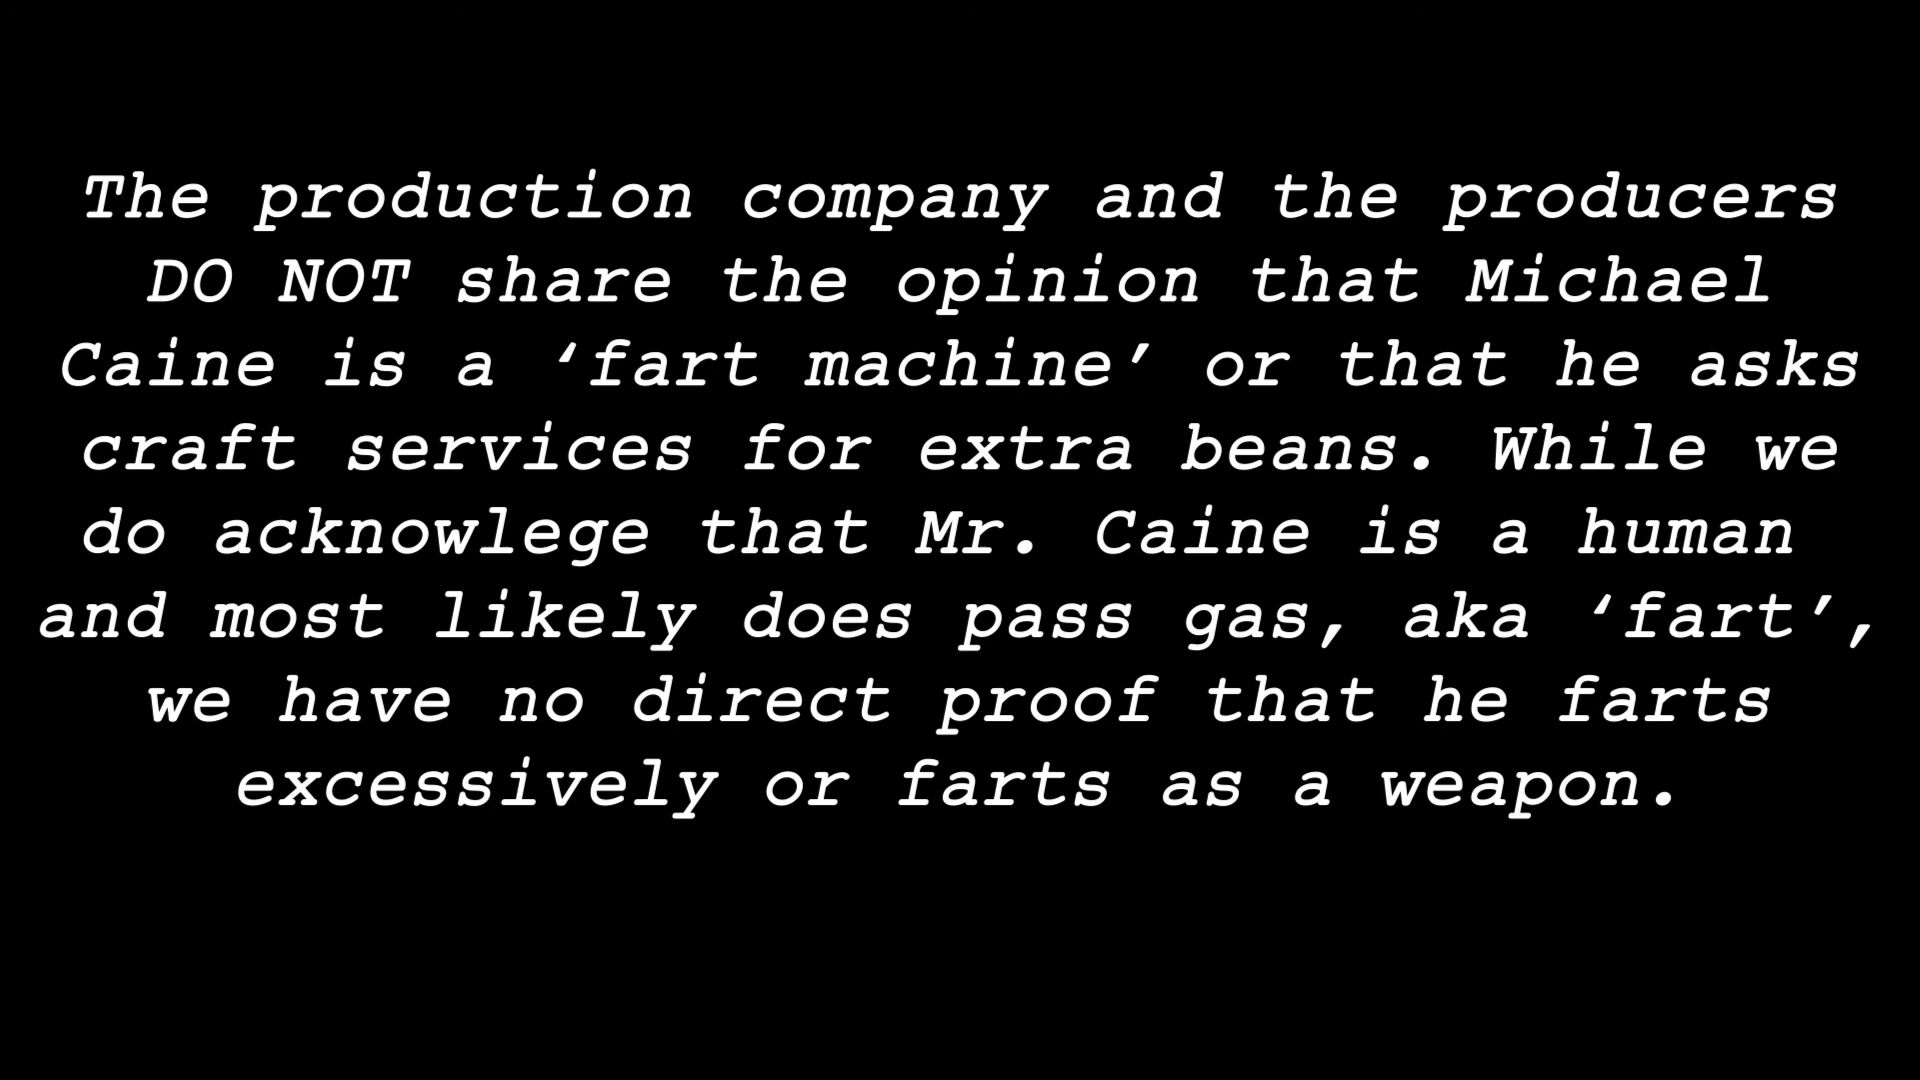 The production company and the producers
DO NOT share the opinion that Michael
Caine is a ‘fart machine’ or that he asks
craft services for extra beans. While we
do acknowlege that Mr. Caine is a human
and most likely does pass gas, aka ‘fart’,
we have no direct proof that he farts
excessively or farts as a weapon.